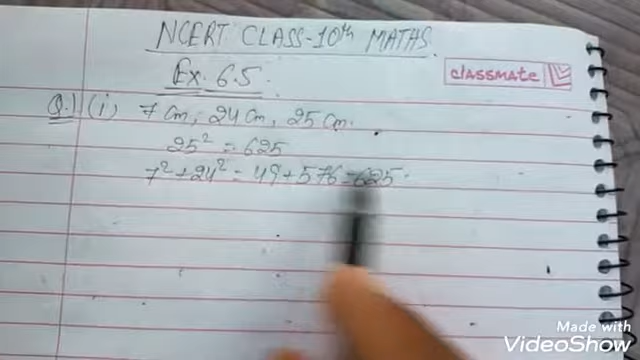 NCERT CLASS-10th MATHS.
Ex. 6.5.
classmate
Q.1 (i) 7 cm, 24 cm, 25 cm.
25² = 625
7² + 24² = 49 + 576 = 625.
Made with
VideoShow